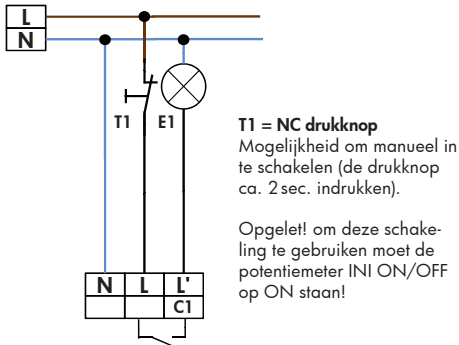 L
N
T1 E1
T1 = NC drukknop
Mogelijkheid om manueel in
te schakelen (de drukknop
ca. 2 sec. indrukken).
Opgelet! om deze schake-
ling te gebruiken moet de
potentiemeter INI ON/OFF
op ON staan!
N L L'
C1